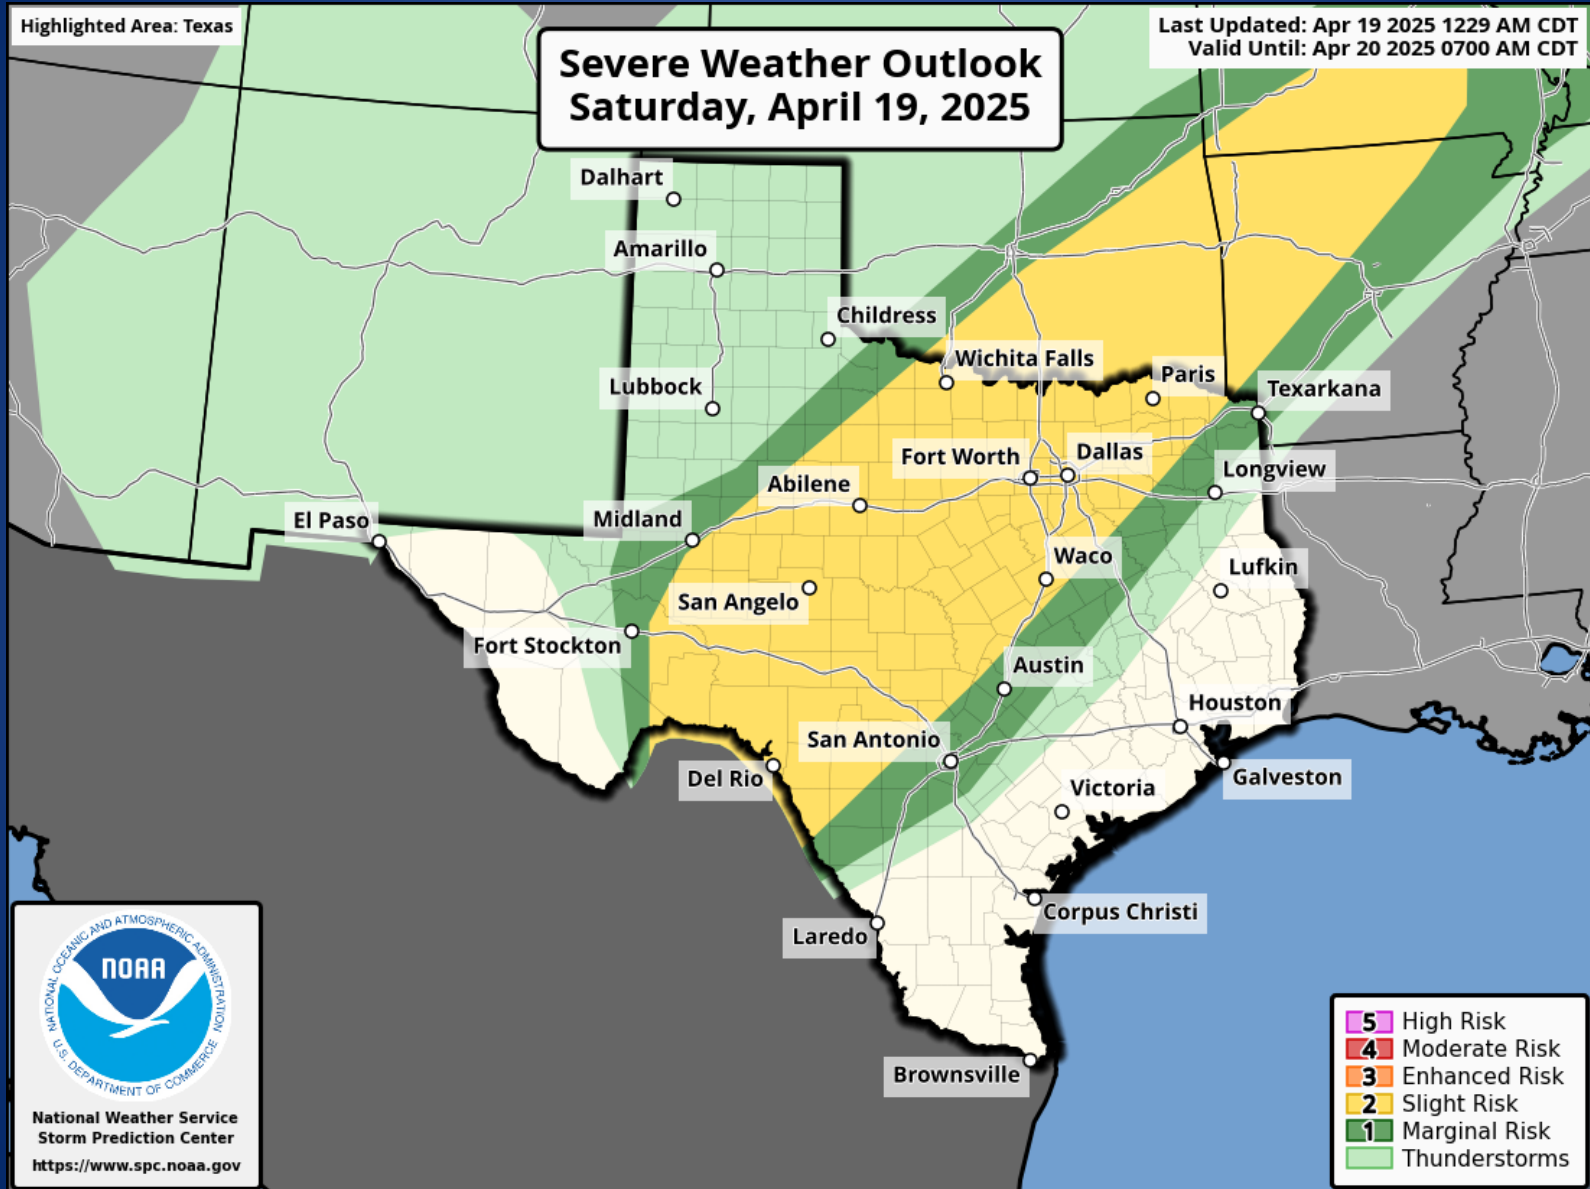 Highlighted Area: Texas
Severe Weather Outlook
Saturday, April 19, 2025
Last Updated: Apr 19 2025 1229 AM CDT
Valid Until: Apr 20 2025 0700 AM CDT
Dalhart
Amarillo
Childress
Wichita Falls
Paris
Texarkana
Lubbock
Fort Worth
Dallas
Longview
Abilene
El Paso
Midland
Waco
Lufkin
San Angelo
Fort Stockton
Austin
Houston
San Antonio
Del Rio
Galveston
Victoria
Corpus Christi
Laredo
Brownsville
NATIONAL OCEANIC AND ATMOSPHERIC ADMINISTRATION
NOAA
U.S. DEPARTMENT OF COMMERCE
National Weather Service
Storm Prediction Center
https://www.spc.noaa.gov
5 High Risk
4 Moderate Risk
3 Enhanced Risk
2 Slight Risk
1 Marginal Risk
Thunderstorms